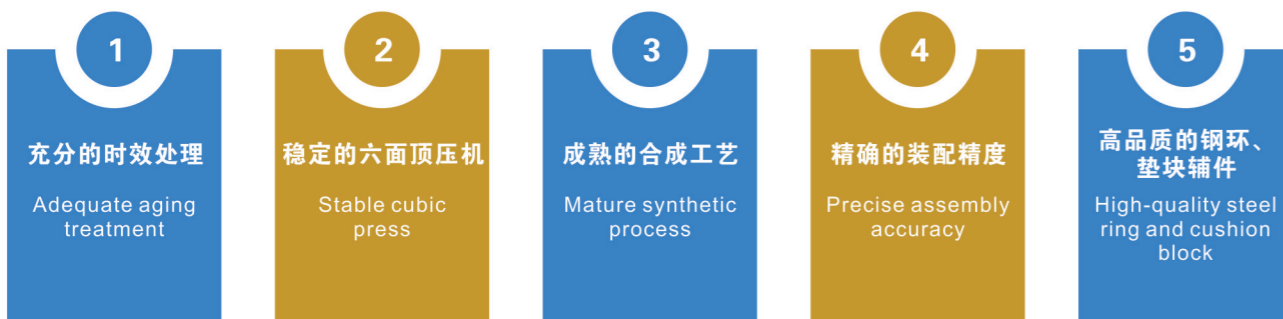 1
充分的时效处理
Adequate aging
treatment
2
稳定的六面顶压机
Stable cubic
press
3
成熟的合成工艺
Mature synthetic
process
4
精确的装配精度
Precise assembly
accuracy
5
高品质的钢环、
垫块辅件
High-quality steel
ring and cushion
block